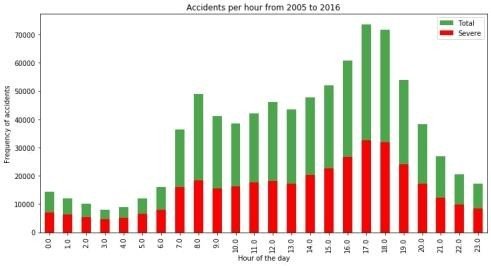 Accidents per hour from 2005 to 2016
Total
Severe
Frequency of accidents
70000
60000
50000
40000
30000
20000
10000
0
0.0 1.0 2.0 3.0 4.0 5.0 6.0 7.0 8.0 9.0 10.0 11.0 12.0 13.0 14.0 15.0 16.0 17.0 18.0 19.0 20.0 21.0 22.0 23.0
Hour of the day